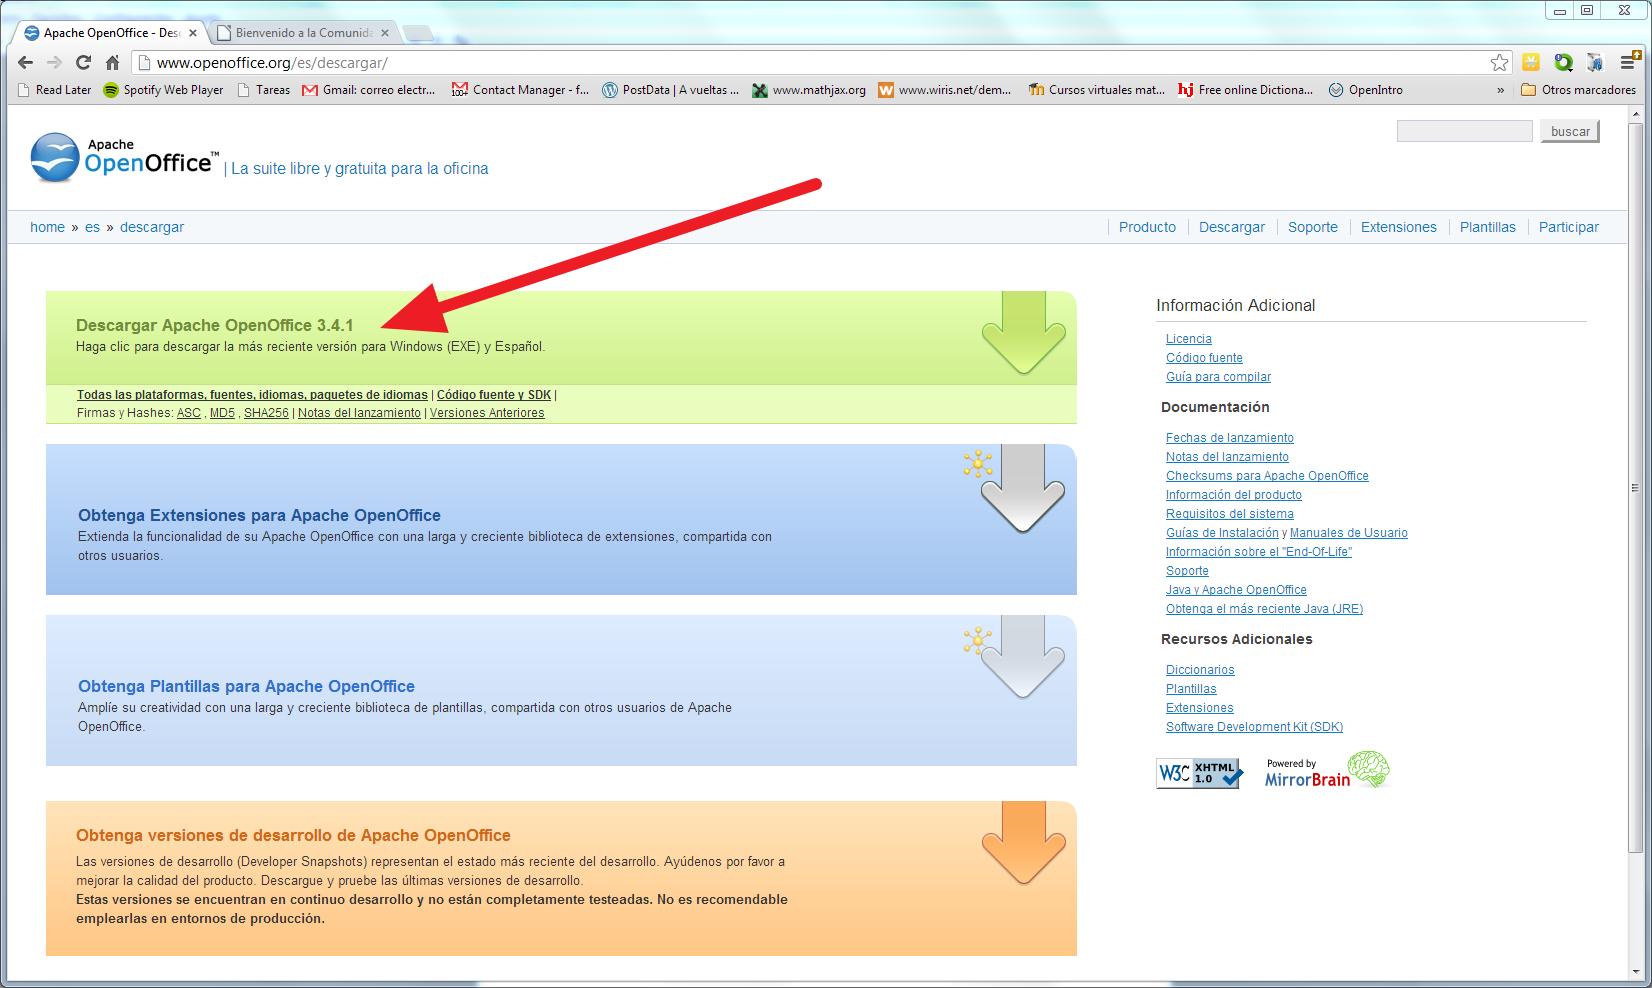 Apache OpenOffice - Des
Bienvenido a la Comunida
www.openoffice.org/es/descargar/
Read Later
Spotify Web Player
Tareas
Gmail: correo electr...
Contact Manager - f...
PostData | A vueltas ...
www.mathjax.org
www.wiris.net/dem...
Cursos virtuales mat...
Free online Dictiona...
OpenIntro
»
Otros marcadores
Apache
OpenOffice™ | La suite libre y gratuita para la oficina
buscar
home » es » descargar
Producto
Descargar
Soporte
Extensiones
Plantillas
Participar
Descargar Apache OpenOffice 3.4.1
Haga clic para descargar la más reciente versión para Windows (EXE) y Español.
Todas las plataformas, fuentes, idiomas, paquetes de idiomas | Código fuente y SDK |
Firmas y Hashes: ASC , MD5 , SHA256 | Notas del lanzamiento | Versiones Anteriores
Obtenga Extensiones para Apache OpenOffice
Extienda la funcionalidad de su Apache OpenOffice con una larga y creciente biblioteca de extensiones, compartida con
otros usuarios.
Obtenga Plantillas para Apache OpenOffice
Amplíe su creatividad con una larga y creciente biblioteca de plantillas, compartida con otros usuarios de Apache
OpenOffice.
Obtenga versiones de desarrollo de Apache OpenOffice
Las versiones de desarrollo (Developer Snapshots) representan el estado más reciente del desarrollo. Ayúdenos por favor a
mejorar la calidad del producto. Descargue y pruebe las últimas versiones de desarrollo.
Estas versiones se encuentran en continuo desarrollo y no están completamente testeadas. No es recomendable
emplearlas en entornos de producción.
Información Adicional
Licencia
Código fuente
Guía para compilar
Documentación
Fechas de lanzamiento
Notas del lanzamiento
Checksums para Apache OpenOffice
Información del producto
Requisitos del sistema
Guías de Instalación y Manuales de Usuario
Información sobre el "End-Of-Life"
Soporte
Java y Apache OpenOffice
Obtenga el más reciente Java (JRE)
Recursos Adicionales
Diccionarios
Plantillas
Extensiones
Software Development Kit (SDK)
W3C XHTML
1.0
Powered by
MirrorBrain